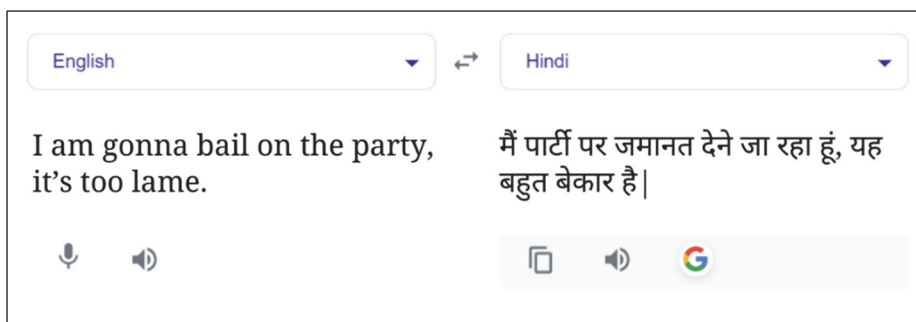 English
Hindi
I am gonna bail on the party,
it’s too lame.
मैं पार्टी पर जमानत देने जा रहा हूं, यह
बहुत बेकार है|